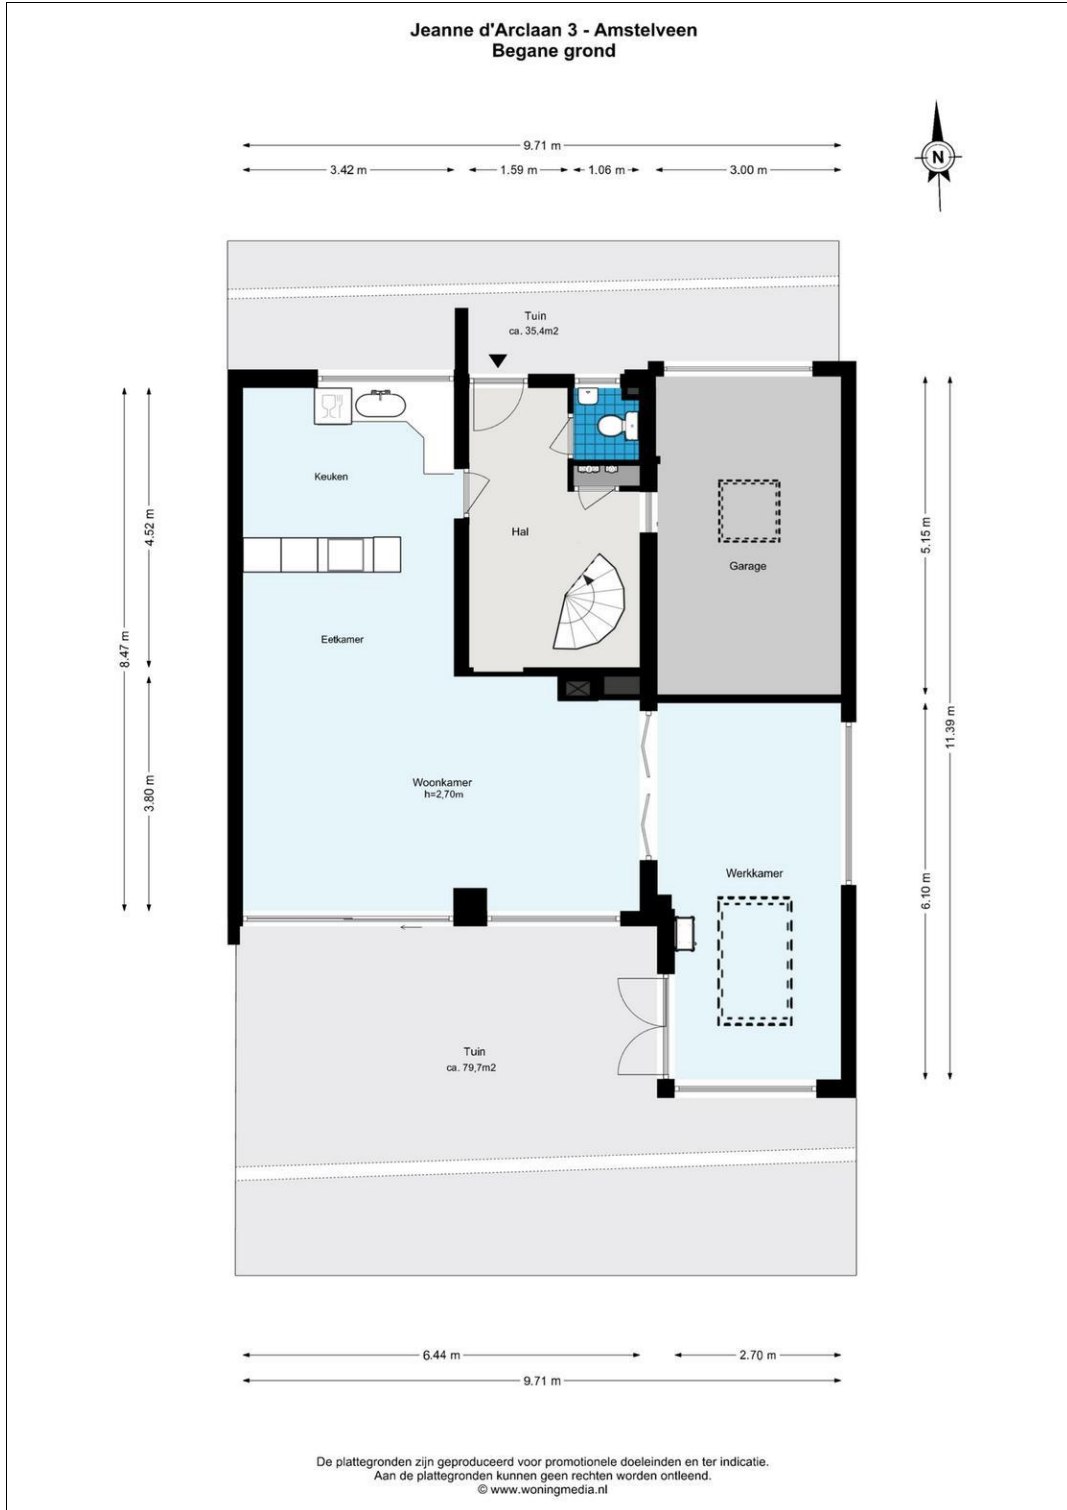 Jeanne d'Arclaan 3 - Amstelveen
Begane grond
N
9.71 m
3.42 m
1.59 m
1.06 m
3.00 m
Tuin
ca. 35,4m2
Keuken
Hal
Garage
Eetkamer
Woonkamer
h=2,70m
Werkkamer
Tuin
ca. 79,7m2
8.47 m
4.52 m
3.80 m
5.15 m
6.10 m
11.39 m
6.44 m
2.70 m
9.71 m
De plattegronden zijn geproduceerd voor promotionele doeleinden en ter indicatie.
Aan de plattegronden kunnen geen rechten worden ontleend.
© www.woningmedia.nl